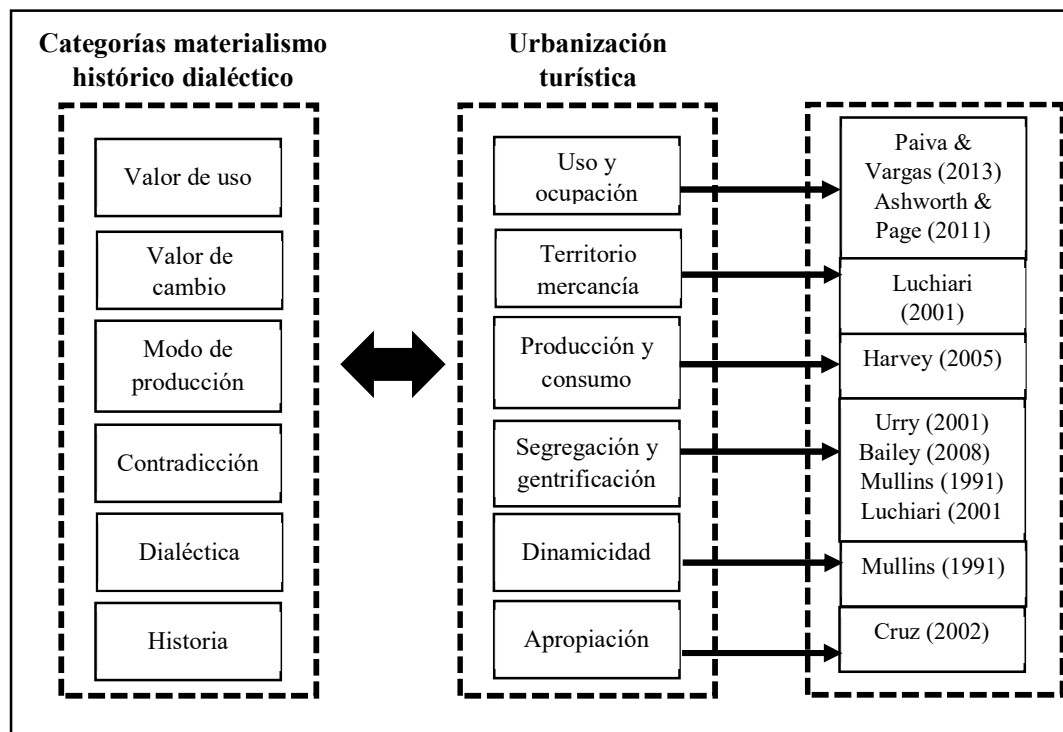 Categorías materialismo
histórico dialéctico
Valor de uso
Valor de
cambio
Modo de
producción
Contradicción
Dialéctica
Historia
Urbanización
turística
Uso y
ocupación
Territorio
mercancía
Producción y
consumo
Segregación y
gentrificación
Dinamicidad
Apropiación
Paiva &
Vargas (2013)
Ashworth &
Page (2011)
Luchiari
(2001)
Harvey (2005)
Urry (2001)
Bailey (2008)
Mullins (1991)
Luchiari (2001
Mullins (1991)
Cruz (2002)